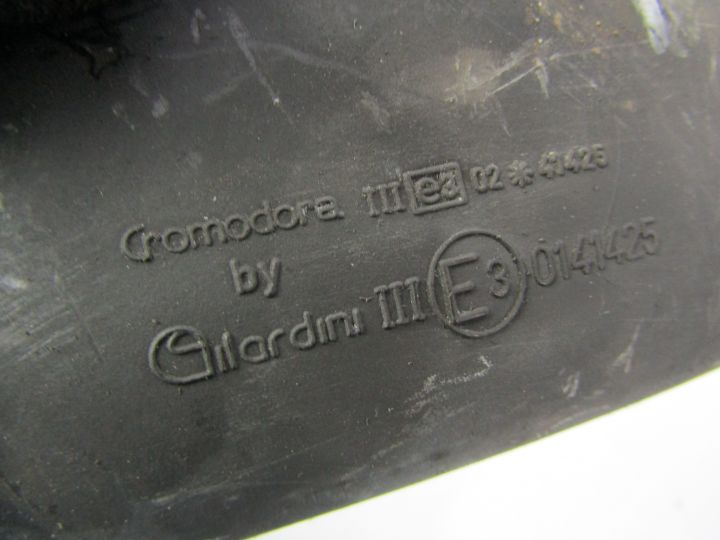 Cromodora III e3 02*41425
by
Gilardini III E3 0141425